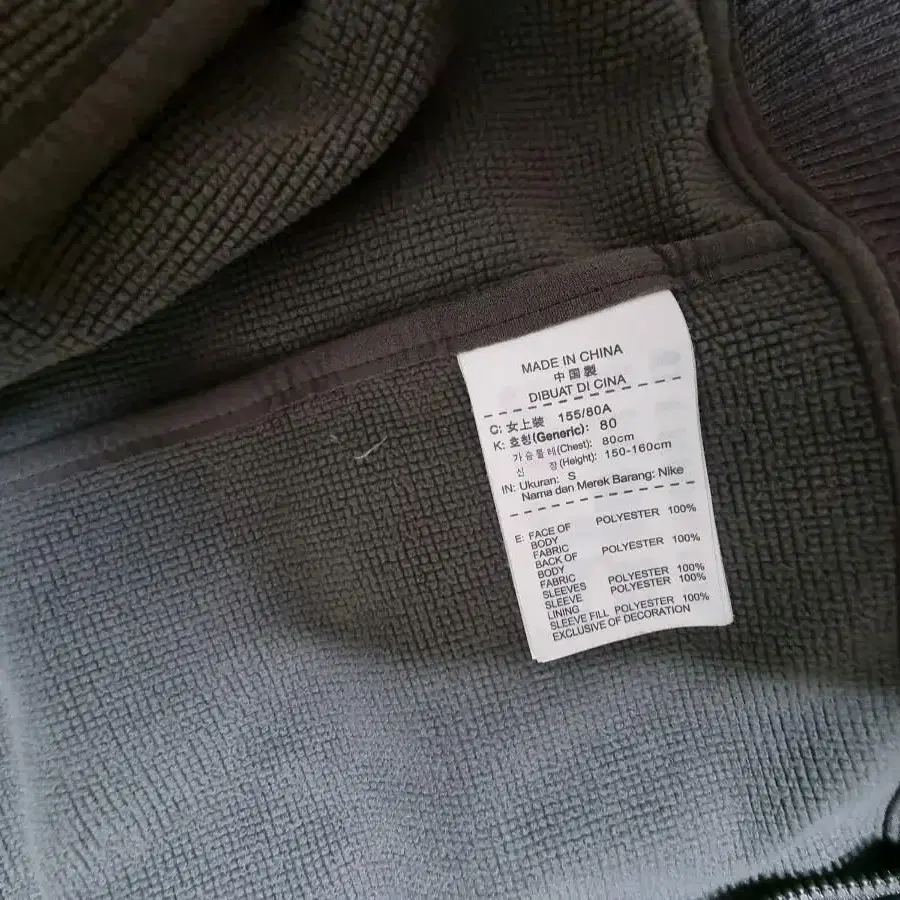 MADE IN CHINA
中 国 製
DIBUAT DI CINA
C: 女上裝 155/80A
K: 호칭(Generic): 80
가슴둘레(Chest): 80cm
신 장(Height): 150-160cm
IN: Ukuran: S
Nama dan Merek Barang: Nike
E: FACE OF POLYESTER 100%
BODY
FABRIC
BACK OF POLYESTER 100%
BODY
FABRIC
SLEEVES POLYESTER 100%
SLEEVE POLYESTER 100%
LINING
SLEEVE FILL POLYESTER 100%
EXCLUSIVE OF DECORATION